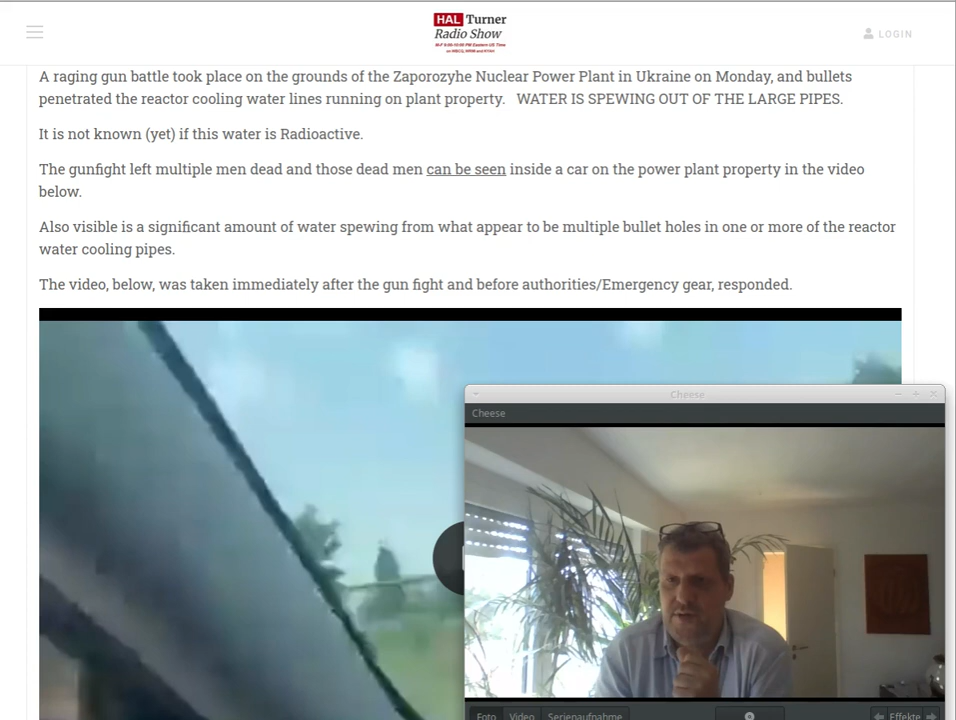 HAL Turner
Radio Show
LOGIN
A raging gun battle took place on the grounds of the Zaporozyhe Nuclear Power Plant in Ukraine on Monday, and bullets
penetrated the reactor cooling water lines running on plant property. WATER IS SPEWING OUT OF THE LARGE PIPES.
It is not known (yet) if this water is Radioactive.
The gunfight left multiple men dead and those dead men can be seen inside a car on the power plant property in the video
below.
Also visible is a significant amount of water spewing from what appear to be multiple bullet holes in one or more of the reactor
water cooling pipes.
The video, below, was taken immediately after the gun fight and before authorities/Emergency gear, responded.
Cheese
Cheese
Foto Video Serienaufnahme Effekte